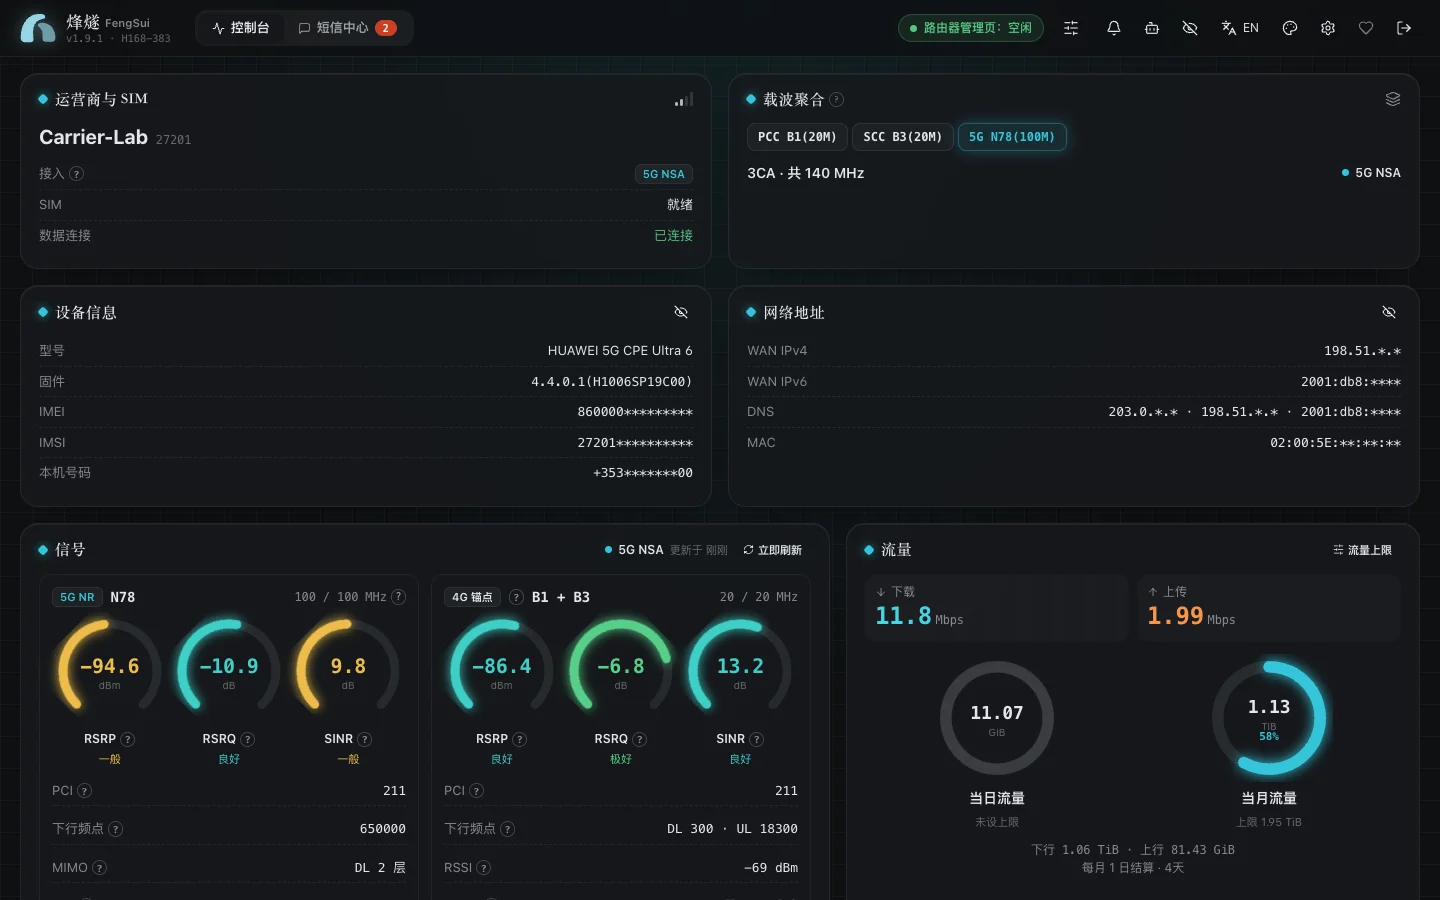 烽燧 FengSui
v1.9.1 · H168-383
控制台
短信中心 2
路由器管理页: 空闲
EN
运营商与 SIM
Carrier-Lab 27201
接入 ? 5G NSA
SIM 就绪
数据连接 已连接
载波聚合 ?
PCC B1(20M) SCC B3(20M) 5G N78(100M)
3CA · 共 140 MHz 5G NSA
设备信息
型号 HUAWEI 5G CPE Ultra 6
固件 4.4.0.1(H1006SP19C00)
IMEI 860000*********
IMSI 27201**********
本机号码 +353*******00
网络地址
WAN IPv4 198.51.*.*
WAN IPv6 2001:db8:****
DNS 203.0.*.* · 198.51.*.* · 2001:db8:****
MAC 02:00:5E:**:**:**
信号 5G NSA 更新于 刚刚 立即刷新
5G NR N78 100 / 100 MHz ?
-94.6 -10.9 9.8
dBm dB dB
RSRP ? RSRQ ? SINR ?
一般 良好 一般
PCI ? 211
下行频点 ? 650000
MIMO ? DL 2 层
4G 锚点 ? B1 + B3 20 / 20 MHz
-86.4 -6.8 13.2
dBm dB dB
RSRP ? RSRQ ? SINR ?
良好 极好 良好
PCI ? 211
下行频点 ? DL 300 · UL 18300
RSSI ? -69 dBm
流量 流量上限
↓ 下载
11.8 Mbps
↑ 上传
1.99 Mbps
11.07
GiB
当日流量
未设上限
1.13
TiB
58%
当月流量
上限 1.95 TiB
下行 1.06 TiB · 上行 81.43 GiB
每月 1 日结算 · 4天